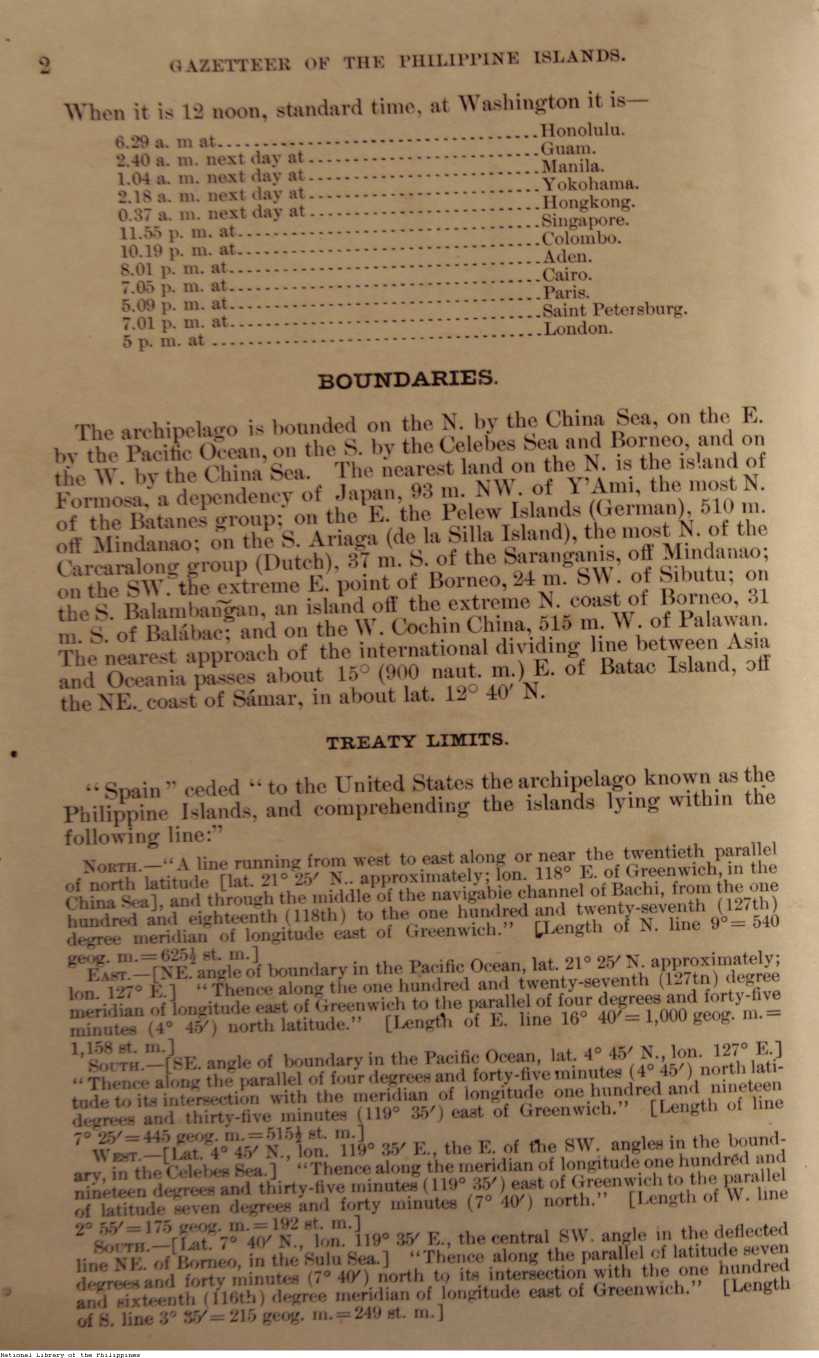 2 GAZETTEER OF THE PHILIPPINE ISLANDS.
When it is 12 noon, standard time, at Washington it is—
6.29 a. m at....................................Honolulu.
2.40 a. m. next day at..........................Guam.
1.04 a. m. next day at..........................Manila.
2.18 a. m. next day at..........................Yokohama.
0.37 a. m. next day at..........................Hongkong.
11.55 p. m. at..................................Singapore.
10.19 p. m. at..................................Colombo.
8.01 p. m. at...................................Aden.
7.05 p. m. at...................................Cairo.
5.09 p. m. at...................................Paris.
7.01 p. m. at...................................Saint Petersburg.
5 p. m. at .....................................London.
BOUNDARIES.
The archipelago is bounded on the N. by the China Sea, on the E.
by the Pacific Ocean, on the S. by the Celebes Sea and Borneo, and on
the W. by the China Sea. The nearest land on the N. is the island of
Formosa, a dependency of Japan, 93 m. NW. of Y'Ami, the most N.
of the Batanes group; on the E. the Pelew Islands (German), 510 m.
off Mindanao; on the S. Ariaga (de la Silla Island), the most N. of the
Carcaralong group (Dutch), 37 m. S. of the Saranganis, off Mindanao;
on the SW. the extreme E. point of Borneo, 24 m. SW. of Sibutu; on
the S. Balambangan, an island off the extreme N. coast of Borneo, 31
m. S. of Balábac; and on the W. Cochin China, 515 m. W. of Palawan.
The nearest approach of the international dividing line between Asia
and Oceania passes about 15° (900 naut. m.) E. of Batac Island, off
the NE. coast of Sámar, in about lat. 12° 40′ N.
TREATY LIMITS.
"Spain" ceded "to the United States the archipelago known as the
Philippine Islands, and comprehending the islands lying within the
following line:"
NORTH.—"A line running from west to east along or near the twentieth parallel
of north latitude [lat. 21° 25′ N.. approximately; lon. 118° E. of Greenwich, in the
China Sea], and through the middle of the navigable channel of Bachi, from the one
hundred and eighteenth (118th) to the one hundred and twenty-seventh (127th)
degree meridian of longitude east of Greenwich." [Length of N. line 9°= 540
geog. m.=625½ st. m.]
EAST.—[NE. angle of boundary in the Pacific Ocean, lat. 21° 25′ N. approximately;
lon. 127° E.] "Thence along the one hundred and twenty-seventh (127tn) degree
meridian of longitude east of Greenwich to the parallel of four degrees and forty-five
minutes (4° 45′) north latitude." [Length of E. line 16° 40′=1,000 geog. m.=
1,158 st. m.]
SOUTH.—[SE. angle of boundary in the Pacific Ocean, lat. 4° 45′ N., lon. 127° E.]
"Thence along the parallel of four degrees and forty-five minutes (4° 45′) north lati-
tude to its intersection with the meridian of longitude one hundred and nineteen
degrees and thirty-five minutes (119° 35′) east of Greenwich." [Length of line
7° 25′=445 geog. m.=515½ st. m.]
WEST.—[Lat. 4° 45′ N., lon. 119° 35′ E., the E. of the SW. angles in the bound-
ary, in the Celebes Sea.] "Thence along the meridian of longitude one hundred and
nineteen degrees and thirty-five minutes (119° 35′) east of Greenwich to the parallel
of latitude seven degrees and forty minutes (7° 40′) north." [Length of W. line
2° 55′=175 geog. m.=192 st. m.]
SOUTH.—[Lat. 7° 40′ N., lon. 119° 35′ E., the central SW. angle in the deflected
line NE. of Borneo, in the Sulu Sea.] "Thence along the parallel of latitude seven
degrees and forty minutes (7° 40′) north to its intersection with the one hundred
and sixteenth (116th) degree meridian of longitude east of Greenwich." [Length
of S. line 3° 35′=215 geog. m.=249 st. m.]
National Library of the Philippines